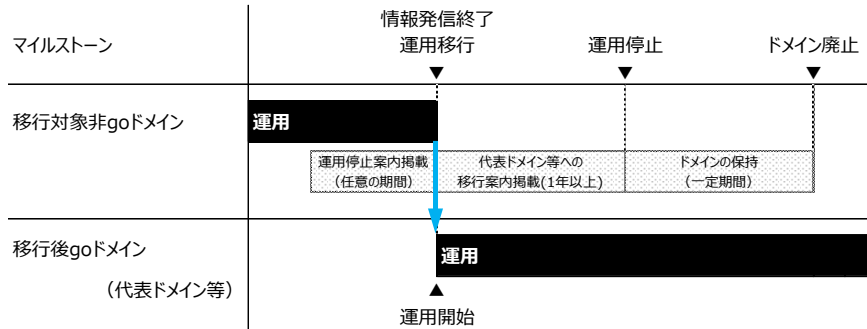 情報発信終了
マイルストーン 運用移行 運用停止 ドメイン廃止
▼ ▼ ▼
移行対象非goドメイン 運用
運用停止案内掲載 代表ドメイン等への ドメインの保持
(任意の期間) 移行案内掲載(1年以上) (一定期間)
移行後goドメイン 運用
(代表ドメイン等) ▲
運用開始